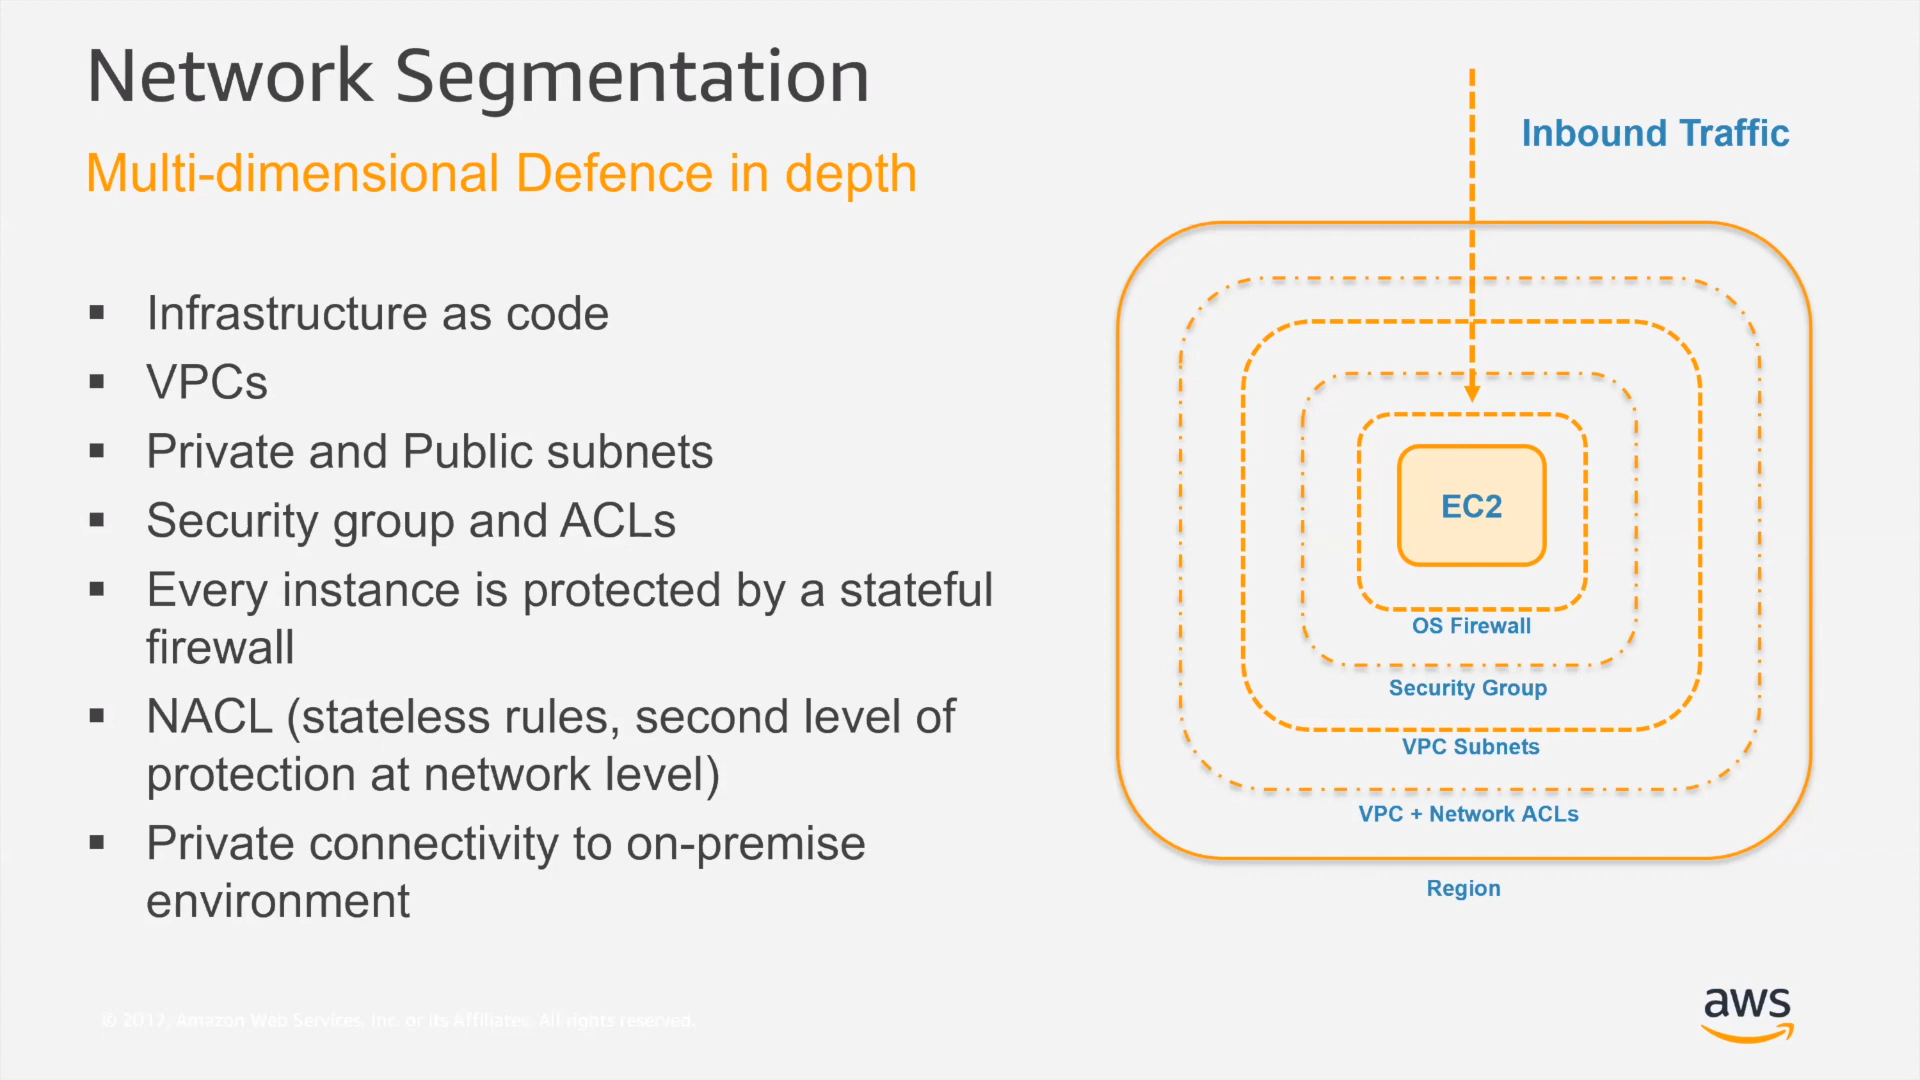 Network Segmentation
Multi-dimensional Defence in depth
▪ Infrastructure as code
▪ VPCs
▪ Private and Public subnets
▪ Security group and ACLs
▪ Every instance is protected by a stateful
firewall
▪ NACL (stateless rules, second level of
protection at network level)
▪ Private connectivity to on-premise
environment
Inbound Traffic
EC2
OS Firewall
Security Group
VPC Subnets
VPC + Network ACLs
Region
© 2017, Amazon Web Services, Inc. or its Affiliates. All rights reserved.
aws